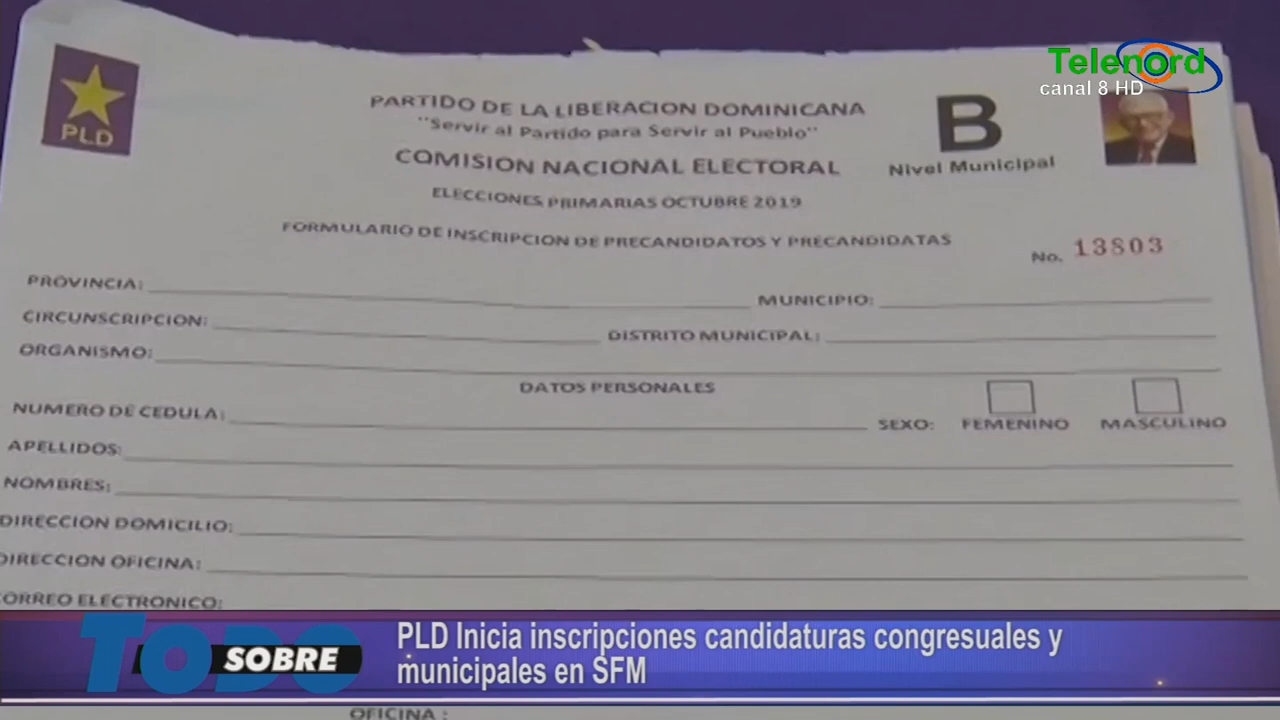 Telenord
canal 8 HD
PLD
PARTIDO DE LA LIBERACION DOMINICANA
"Servir al Partido para Servir al Pueblo"
COMISION NACIONAL ELECTORAL
B
Nivel Municipal
ELECCIONES PRIMARIAS OCTUBRE 2019
FORMULARIO DE INSCRIPCION DE PRECANDIDATOS Y PRECANDIDATAS
No. 13803
PROVINCIA: MUNICIPIO:
CIRCUNSCRIPCION: DISTRITO MUNICIPAL:
ORGANISMO:
DATOS PERSONALES
NUMERO DE CEDULA: SEXO: FEMENINO MASCULINO
APELLIDOS:
NOMBRES:
DIRECCION DOMICILIO:
DIRECCION OFICINA:
CORREO ELECTRONICO:
TODO SOBRE
PLD Inicia inscripciones candidaturas congresuales y
municipales en SFM
OFICINA :